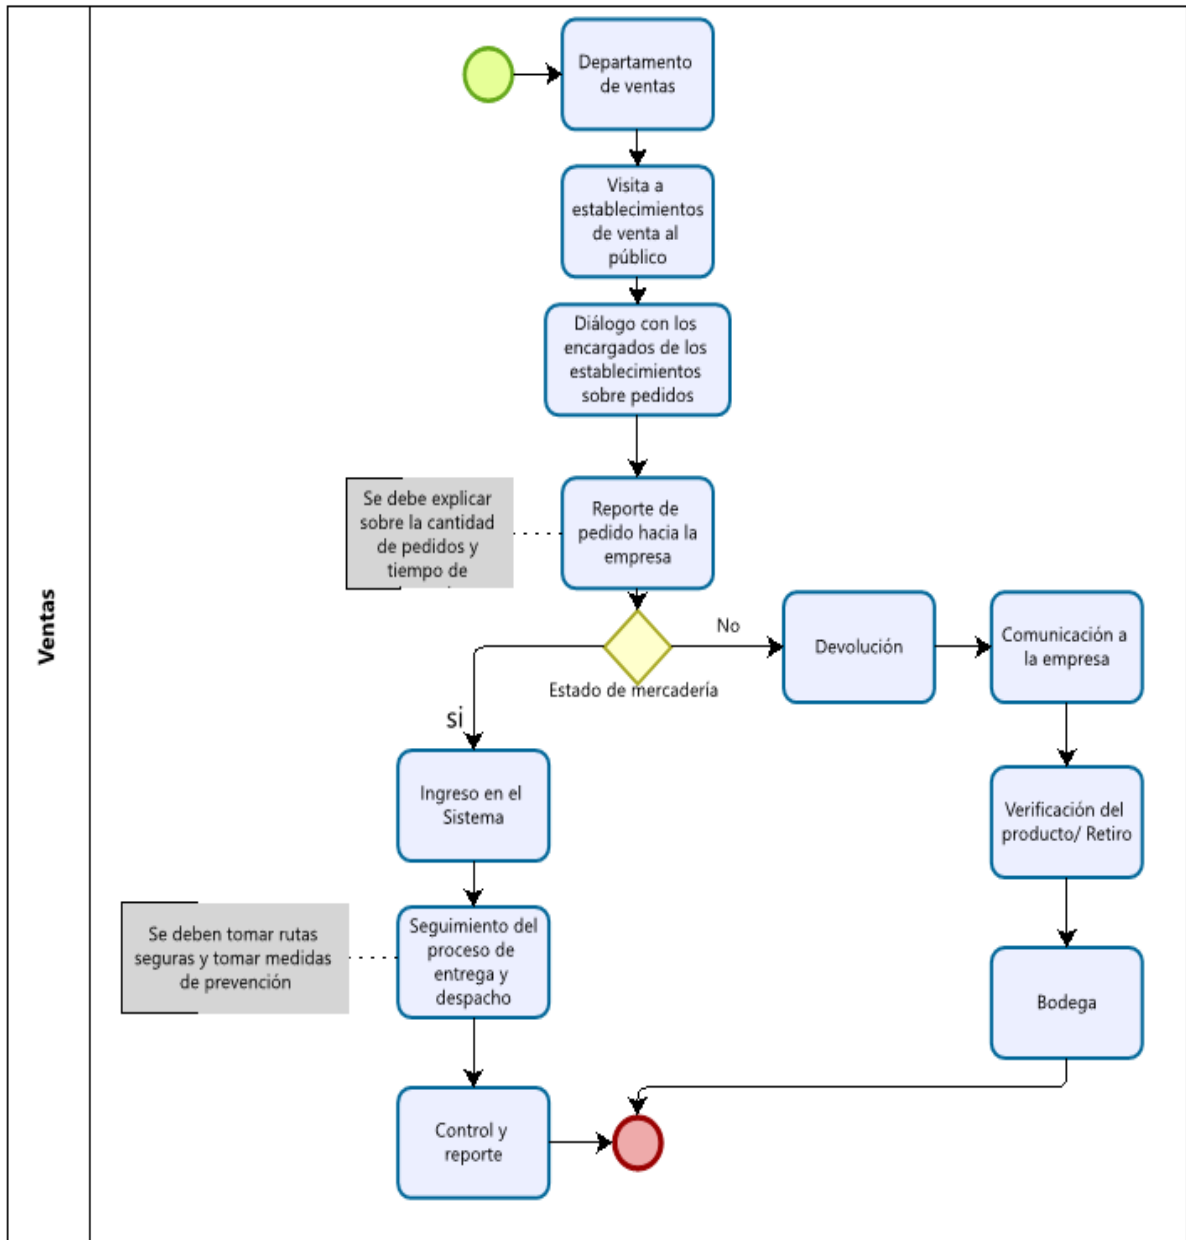 Ventas
Departamento
de ventas
Visita a
establecimientos
de venta al
público
Diálogo con los
encargados de los
establecimientos
sobre pedidos
Se debe explicar
sobre la cantidad
de pedidos y
tiempo de
Reporte de
pedido hacia la
empresa
Estado de mercadería
No
Devolución
Comunicación a
la empresa
si
Ingreso en el
Sistema
Verificación del
producto/ Retiro
Se deben tomar rutas
seguras y tomar medidas
de prevención
Seguimiento del
proceso de
entrega y
despacho
Bodega
Control y
reporte